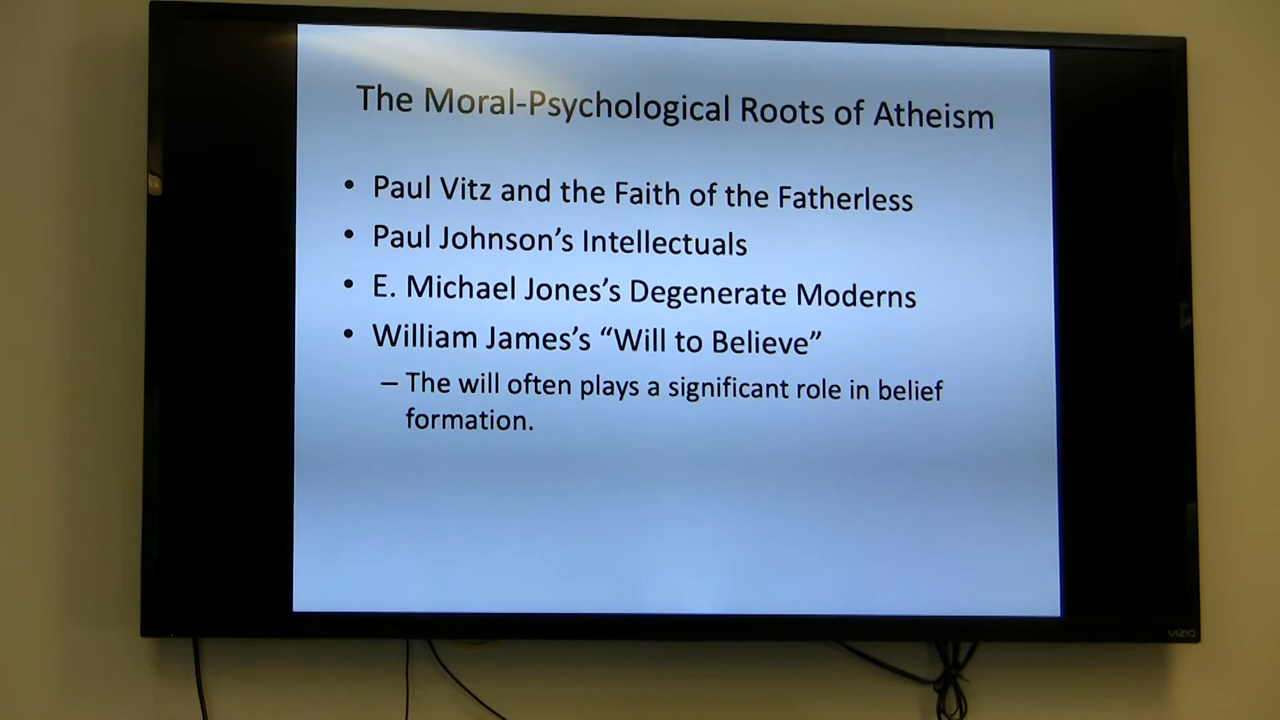 The Moral-Psychological Roots of Atheism
• Paul Vitz and the Faith of the Fatherless
• Paul Johnson’s Intellectuals
• E. Michael Jones’s Degenerate Moderns
• William James’s “Will to Believe”
– The will often plays a significant role in belief
formation.
VIZIO